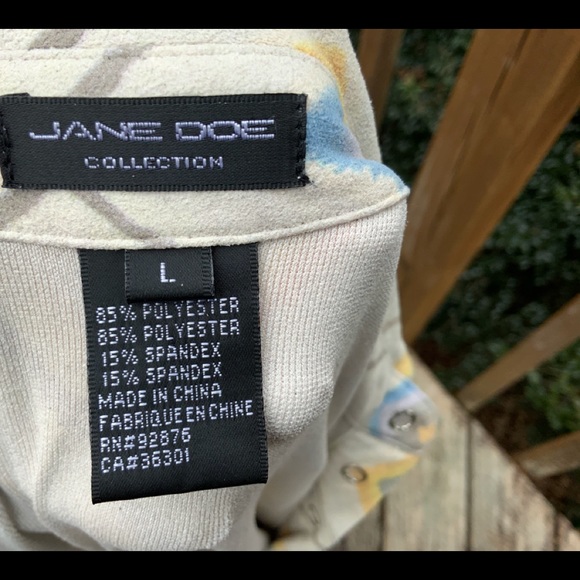 JANE DOE
COLLECTION
L
85% POLYESTER
85% POLYESTER
15% SPANDEX
15% SPANDEX
MADE IN CHINA
FABRIQUE EN CHINE
RN#92876
CA#36301